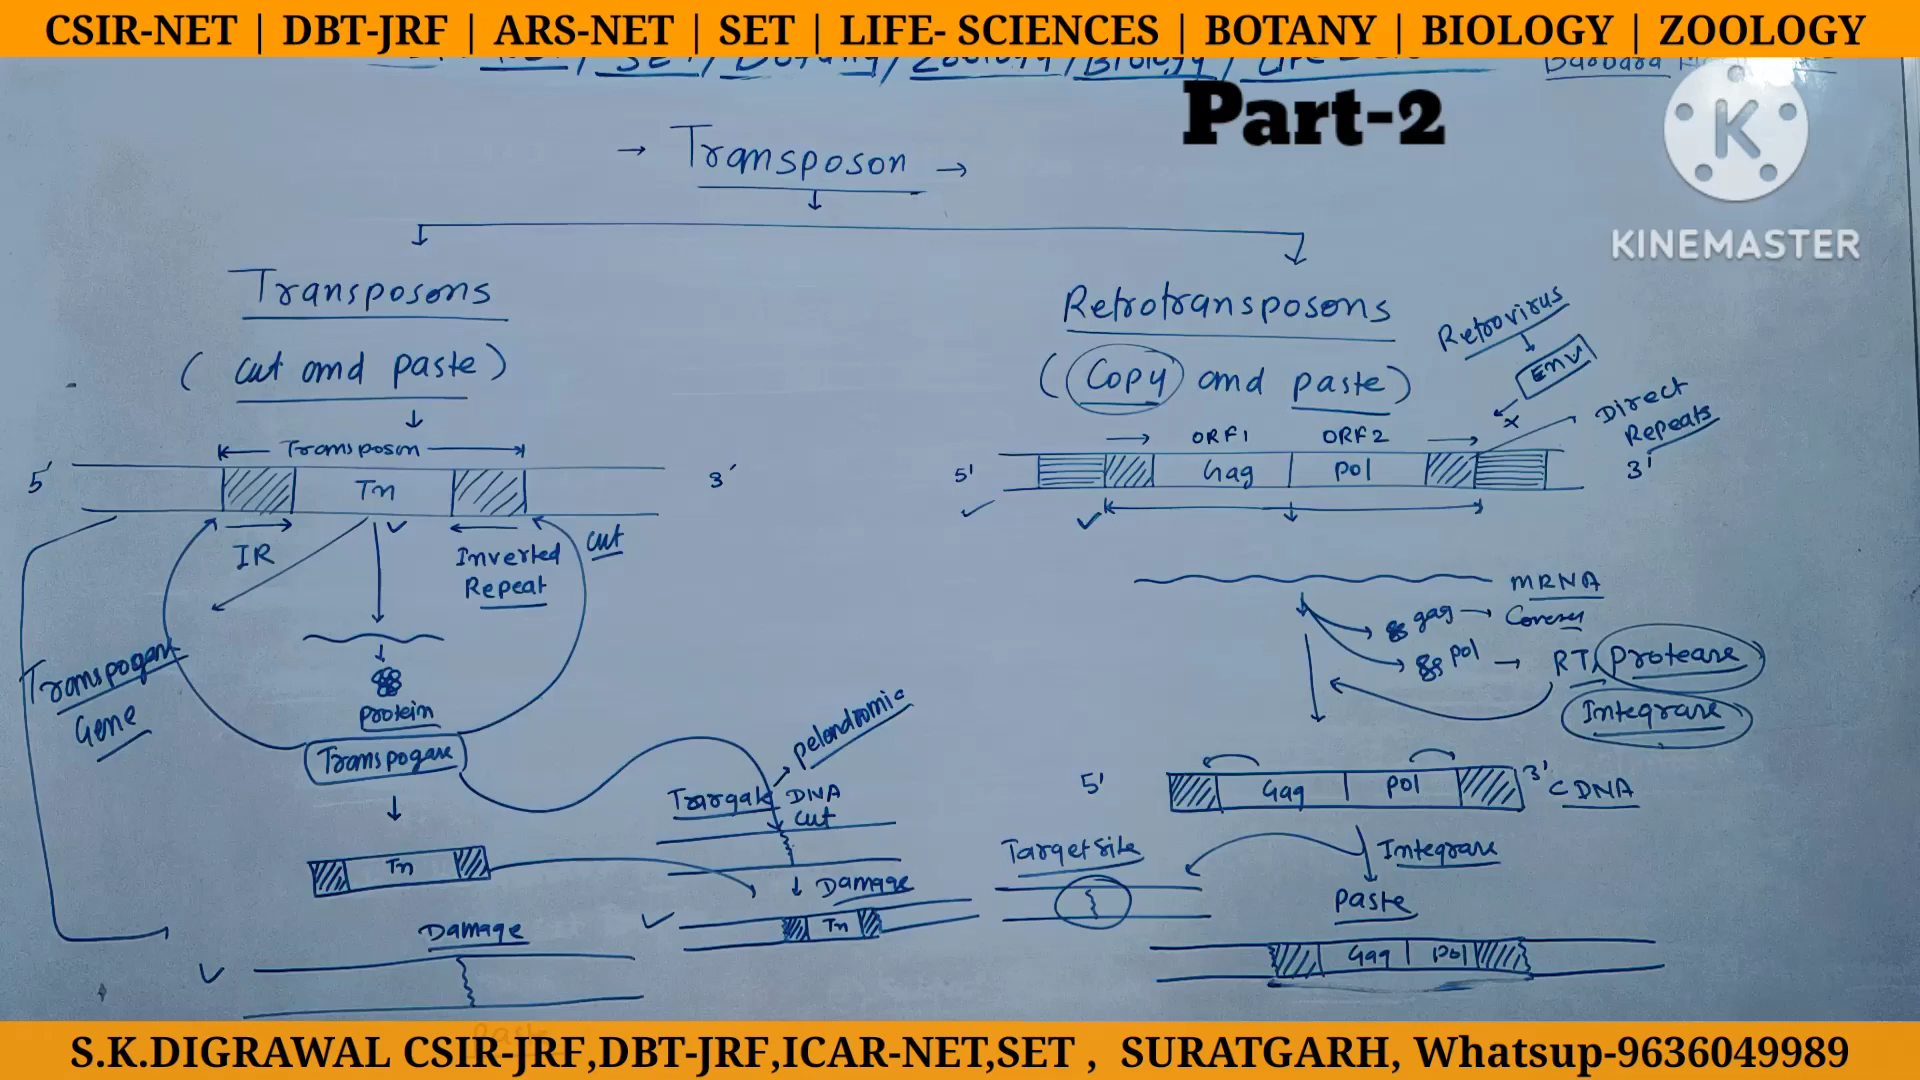 CSIR-NET | DBT-JRF | ARS-NET | SET | LIFE- SCIENCES | BOTANY | BIOLOGY | ZOOLOGY
Part-2
KINEMASTER
→ Transposon →
Transposons
(cut and paste)
Transposon
5' Tn 3'
IR
Inverted
Repeat
cut
Transpogase
Gene
Protein
Transpogase
Tn
Damage
Trargate DNA
cut
pelendromic
Damage
Tn
Retrotransposons
(Copy and paste)
Retrovirus
Env
x
Direct
Repeats
ORF1 ORF2
5' Gag Pol 3'
mRNA
gag → Coreses
pol → RT, Protease
Integrase
5' Gag Pol 3' CDNA
Target Site
Integrase
Paste
Gag Pol
S.K.DIGRAWAL CSIR-JRF,DBT-JRF,ICAR-NET,SET , SURATGARH, Whatsup-9636049989